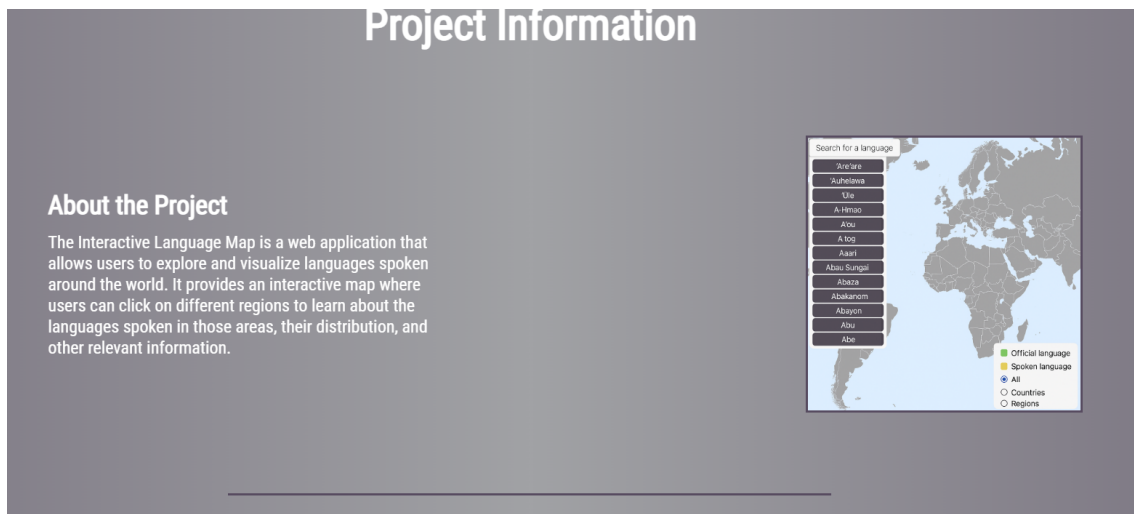 Project Information
About the Project
The Interactive Language Map is a web application that
allows users to explore and visualize languages spoken
around the world. It provides an interactive map where
users can click on different regions to learn about the
languages spoken in those areas, their distribution, and
other relevant information.
Search for a language
'Are'are
'Auhelawa
'Ule
A-Hmao
A'ou
A tog
Aari
Abau Sungai
Abaza
Abakanom
Abayon
Abu
Abe
Official language
Spoken language
All
Countries
Regions